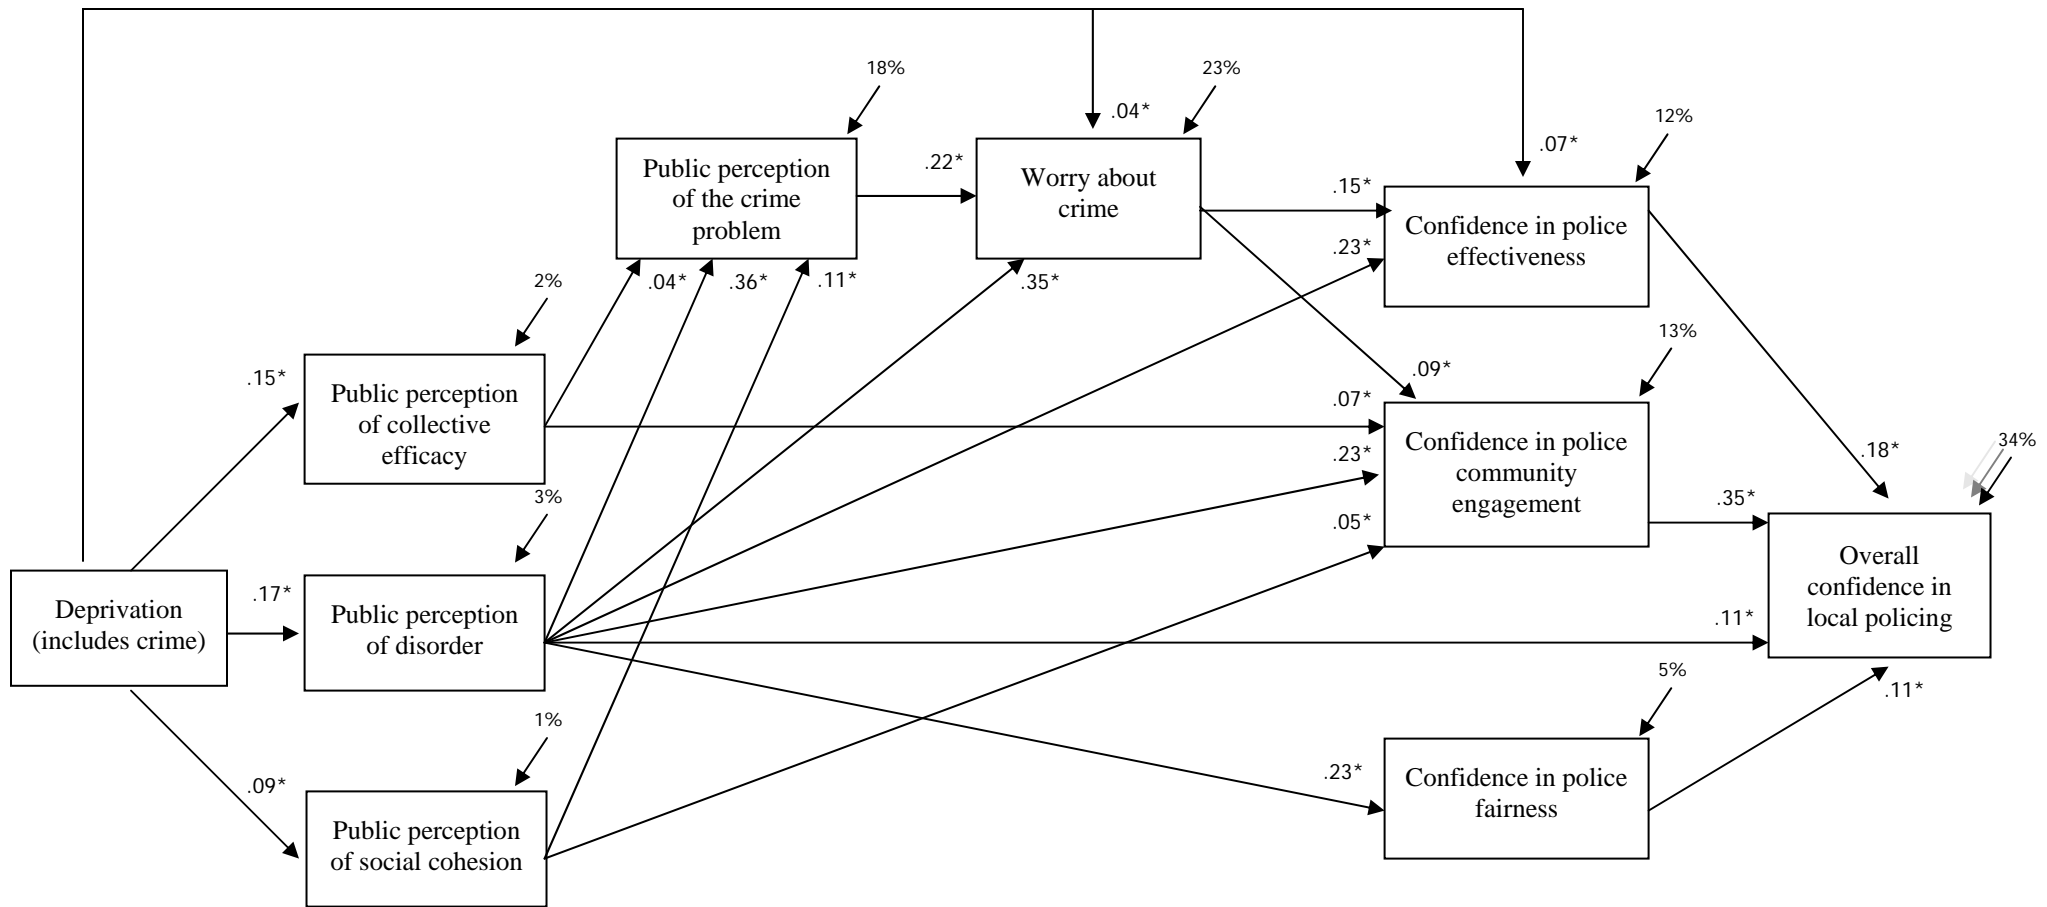 18%
23%
.04*
12%
.07*
Public perception
of the crime
problem
.22*
Worry about
crime
.15*
Confidence in police
effectiveness
.23*
.04*
.36*
.11*
.35*
2%
13%
.15*
Public perception
of collective
efficacy
.09*
.07*
Confidence in police
community
engagement
.23*
.05*
.18*
34%
.35*
3%
Deprivation
(includes crime)
.17*
Public perception
of disorder
Overall
confidence in
local policing
.11*
5%
.11*
1%
.09*
Public perception
of social cohesion
.23*
Confidence in police
fairness